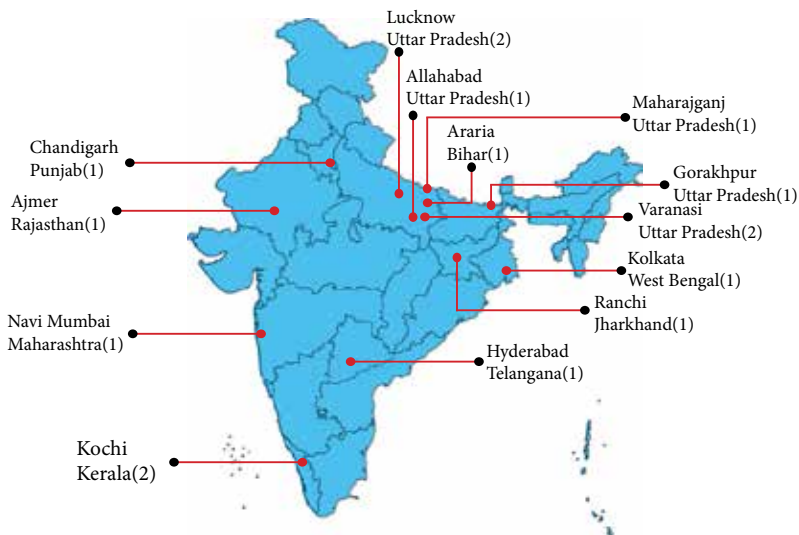 Lucknow
Uttar Pradesh(2)
Allahabad
Uttar Pradesh(1)
Maharajganj
Uttar Pradesh(1)
Araria
Bihar(1)
Chandigarh
Punjab(1)
Gorakhpur
Uttar Pradesh(1)
Ajmer
Rajasthan(1)
Varanasi
Uttar Pradesh(2)
Kolkata
West Bengal(1)
Ranchi
Jharkhand(1)
Navi Mumbai
Maharashtra(1)
Hyderabad
Telangana(1)
Kochi
Kerala(2)